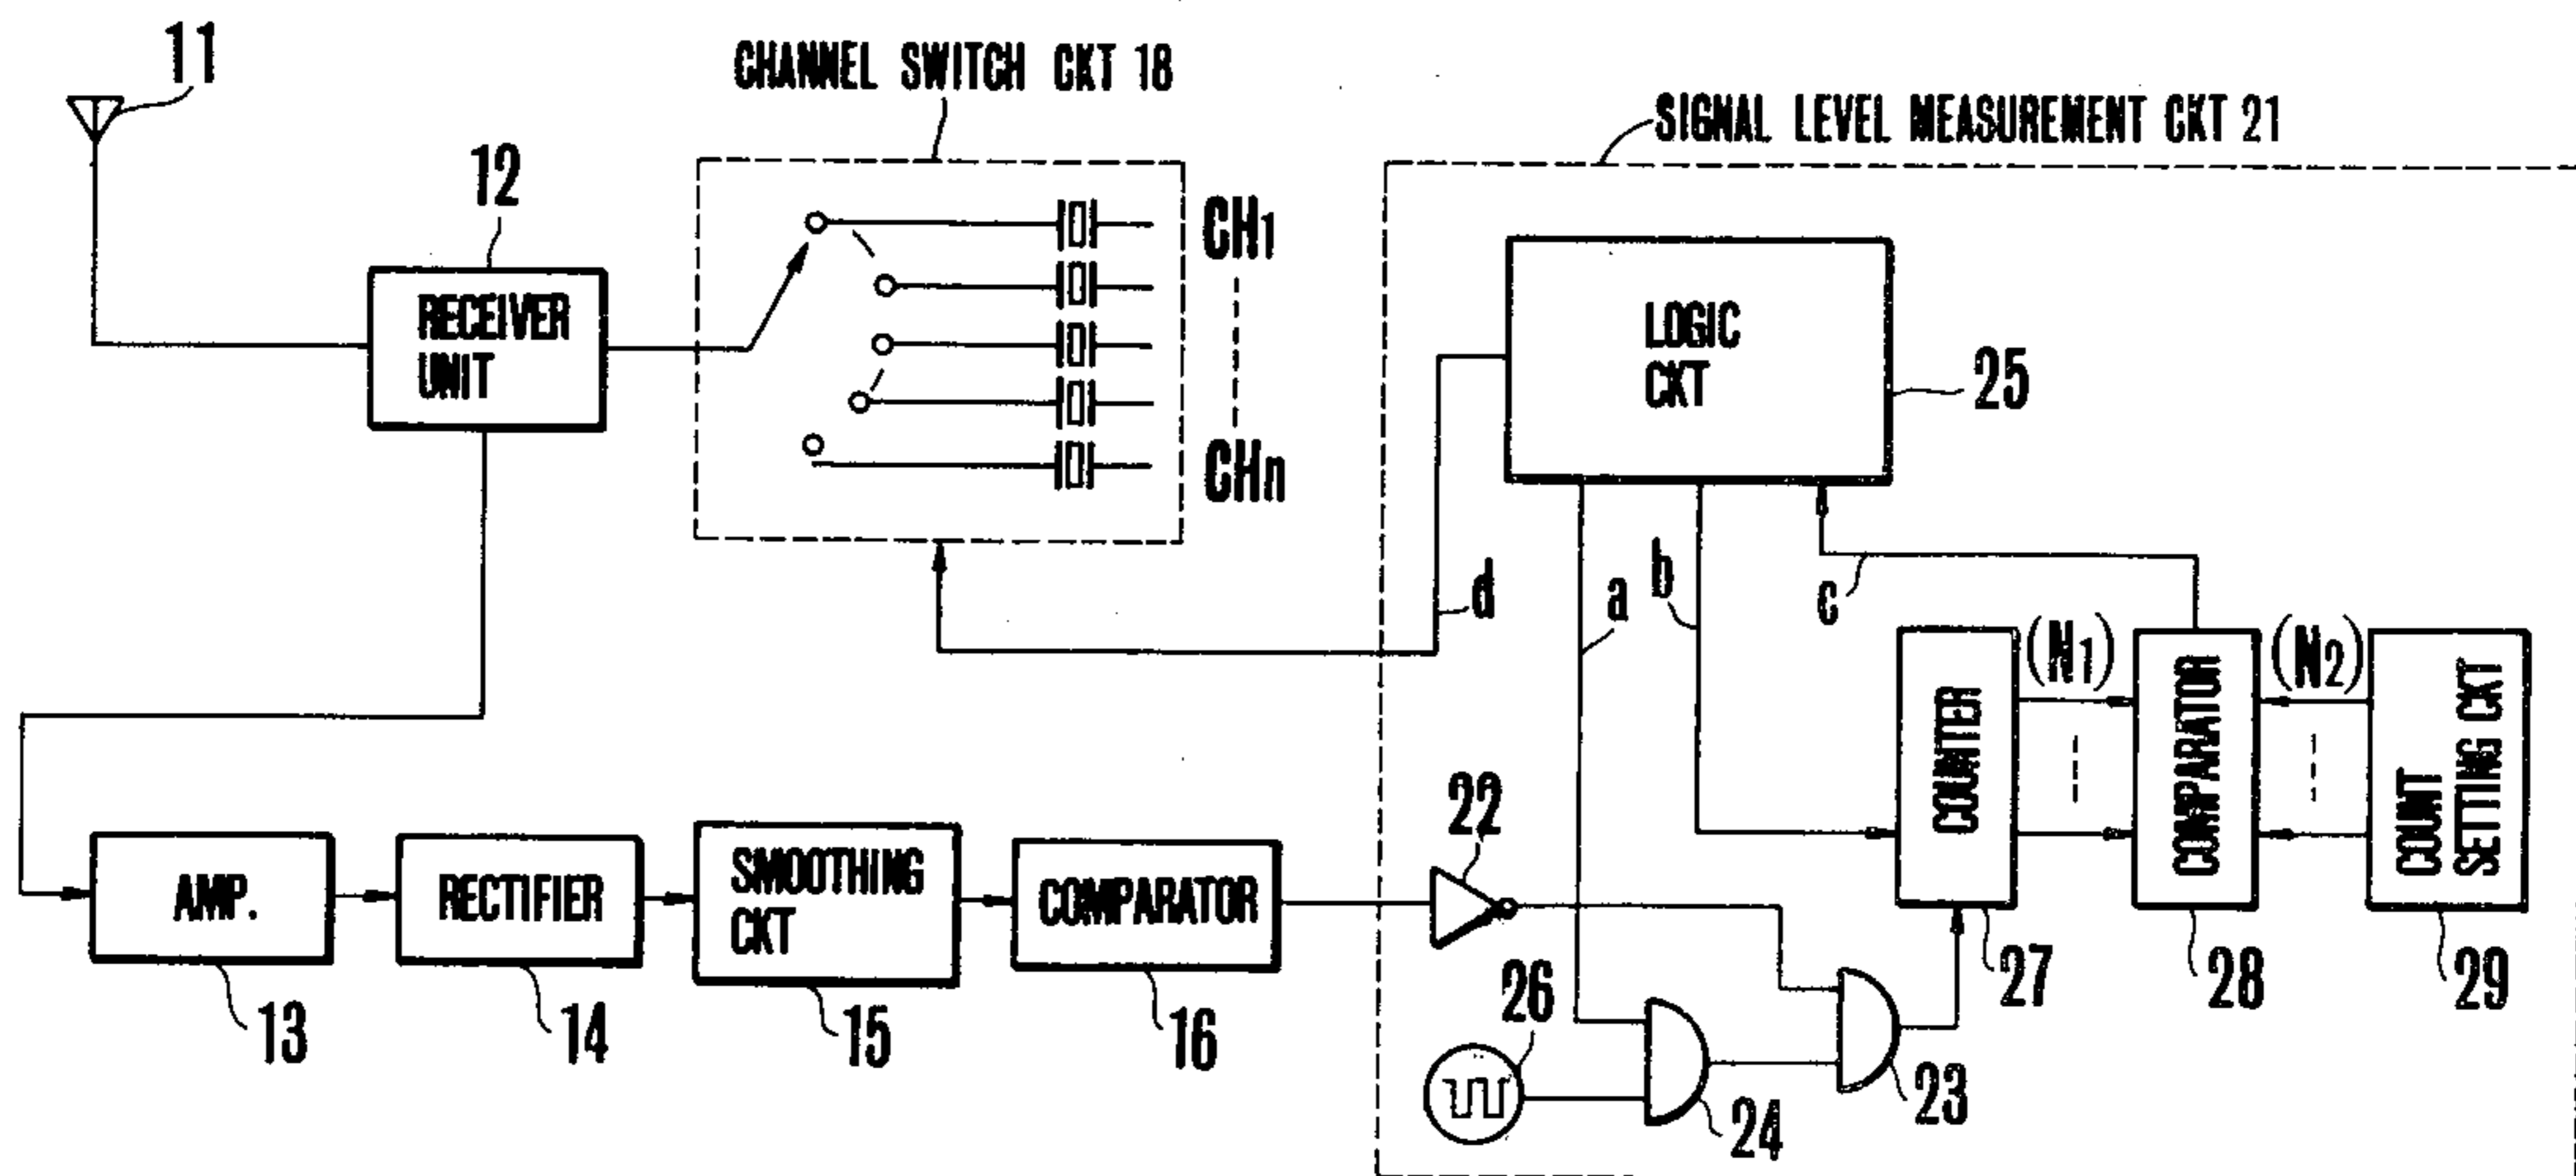 11
CHANNEL SWITCH CKT 18
SIGNAL LEVEL MEASUREMENT CKT 21
12
RECEIVER
UNIT
CH1
CHn
LOGIC
CKT
25
d
a
b
c
(N1)
(N2)
COUNTER
COMPARATOR
COUNT
SETTING CKT
22
AMP.
RECTIFIER
SMOOTHING
CKT
COMPARATOR
13
14
15
16
26
24
23
27
28
29